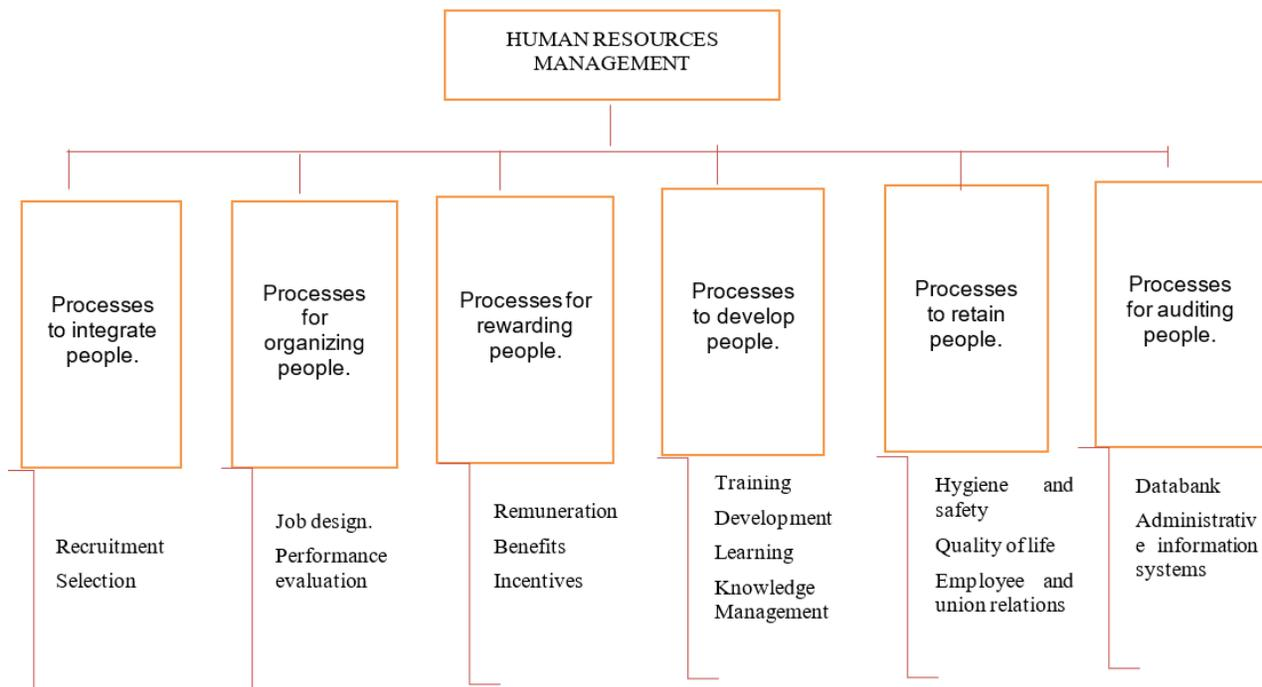 HUMAN RESOURCES
MANAGEMENT
Processes
to integrate
people.
Processes
for
organizing
people.
Processes for
rewarding
people.
Processes
to develop
people.
Processes
to retain
people.
Processes
for auditing
people.
Recruitment
Selection
Job design.
Performance
evaluation
Remuneration
Benefits
Incentives
Training
Development
Learning
Knowledge
Management
Hygiene and
safety
Quality of life
Employee and
union relations
Databank
Administrativ
e information
systems